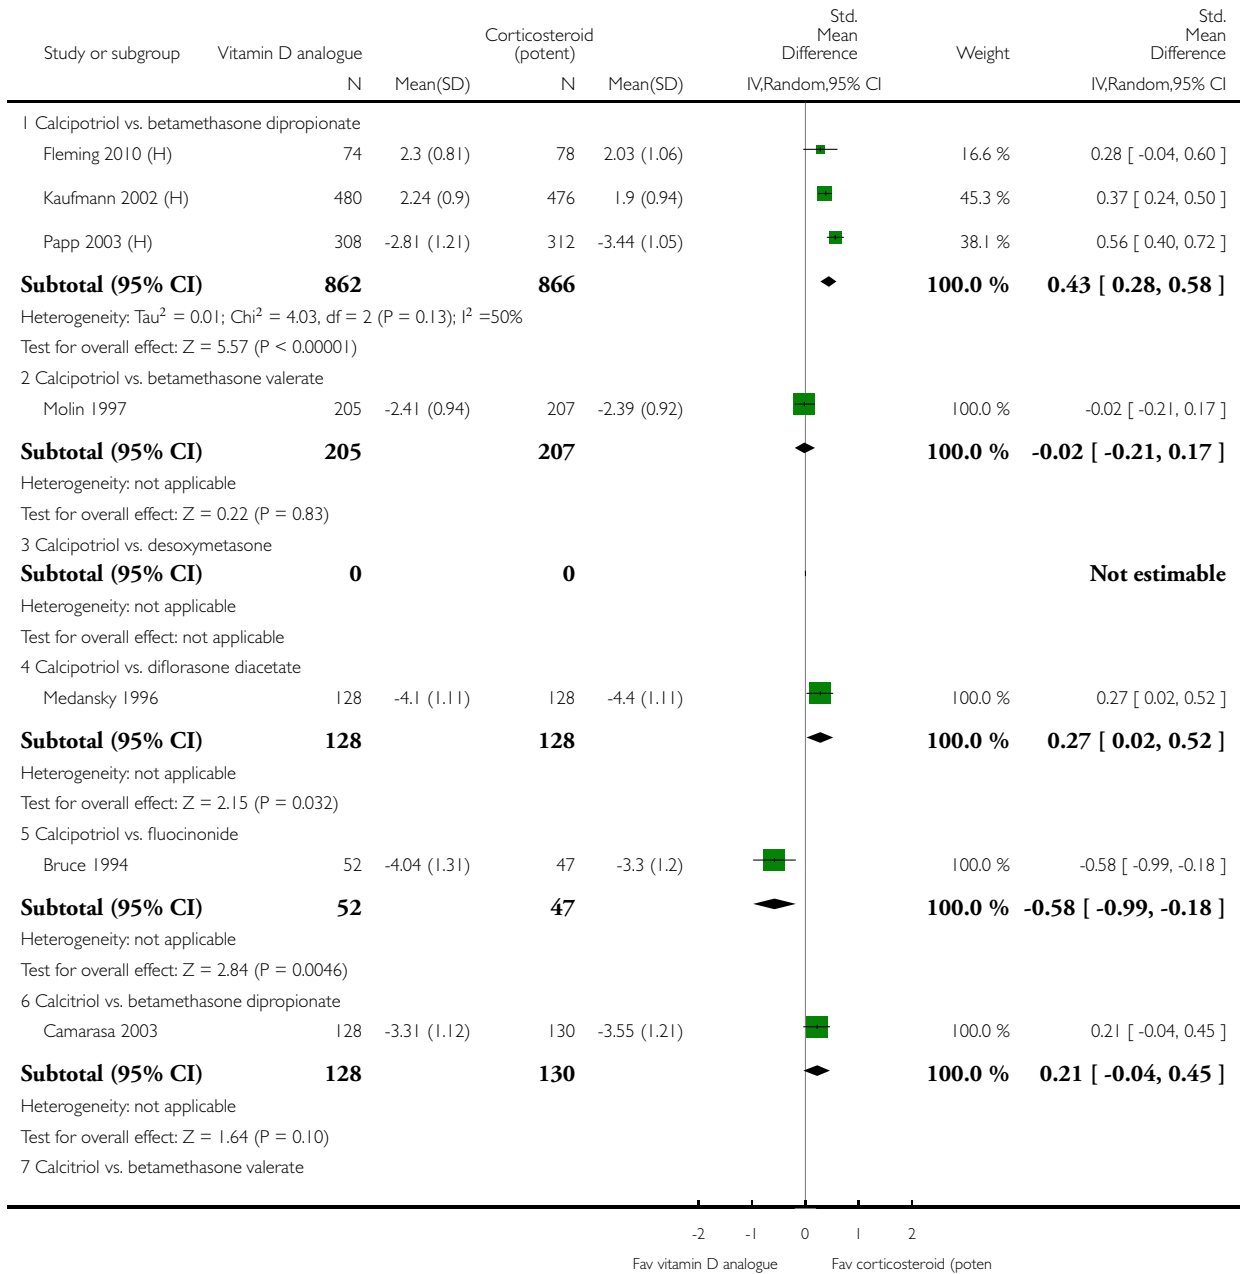 Study or subgroup Vitamin D analogue Corticosteroid (potent) Std. Mean Difference Weight Std. Mean Difference
N Mean(SD) N Mean(SD) IV,Random,95% CI IV,Random,95% CI
1 Calcipotriol vs. betamethasone dipropionate
Fleming 2010 (H) 74 2.3 (0.81) 78 2.03 (1.06) 16.6 % 0.28 [ -0.04, 0.60 ]
Kaufmann 2002 (H) 480 2.24 (0.9) 476 1.9 (0.94) 45.3 % 0.37 [ 0.24, 0.50 ]
Papp 2003 (H) 308 -2.81 (1.21) 312 -3.44 (1.05) 38.1 % 0.56 [ 0.40, 0.72 ]
Subtotal (95% CI) 862 866 100.0 % 0.43 [ 0.28, 0.58 ]
Heterogeneity: Tau² = 0.01; Chi² = 4.03, df = 2 (P = 0.13); I² =50%
Test for overall effect: Z = 5.57 (P < 0.00001)
2 Calcipotriol vs. betamethasone valerate
Molin 1997 205 -2.41 (0.94) 207 -2.39 (0.92) 100.0 % -0.02 [ -0.21, 0.17 ]
Subtotal (95% CI) 205 207 100.0 % -0.02 [ -0.21, 0.17 ]
Heterogeneity: not applicable
Test for overall effect: Z = 0.22 (P = 0.83)
3 Calcipotriol vs. desoxymetasone
Subtotal (95% CI) 0 0 Not estimable
Heterogeneity: not applicable
Test for overall effect: not applicable
4 Calcipotriol vs. diflorasone diacetate
Medansky 1996 128 -4.1 (1.11) 128 -4.4 (1.11) 100.0 % 0.27 [ 0.02, 0.52 ]
Subtotal (95% CI) 128 128 100.0 % 0.27 [ 0.02, 0.52 ]
Heterogeneity: not applicable
Test for overall effect: Z = 2.15 (P = 0.032)
5 Calcipotriol vs. fluocinonide
Bruce 1994 52 -4.04 (1.31) 47 -3.3 (1.2) 100.0 % -0.58 [ -0.99, -0.18 ]
Subtotal (95% CI) 52 47 100.0 % -0.58 [ -0.99, -0.18 ]
Heterogeneity: not applicable
Test for overall effect: Z = 2.84 (P = 0.0046)
6 Calcitriol vs. betamethasone dipropionate
Camarasa 2003 128 -3.31 (1.12) 130 -3.55 (1.21) 100.0 % 0.21 [ -0.04, 0.45 ]
Subtotal (95% CI) 128 130 100.0 % 0.21 [ -0.04, 0.45 ]
Heterogeneity: not applicable
Test for overall effect: Z = 1.64 (P = 0.10)
7 Calcitriol vs. betamethasone valerate
-2 -1 0 1 2
Fav vitamin D analogue Fav corticosteroid (poten